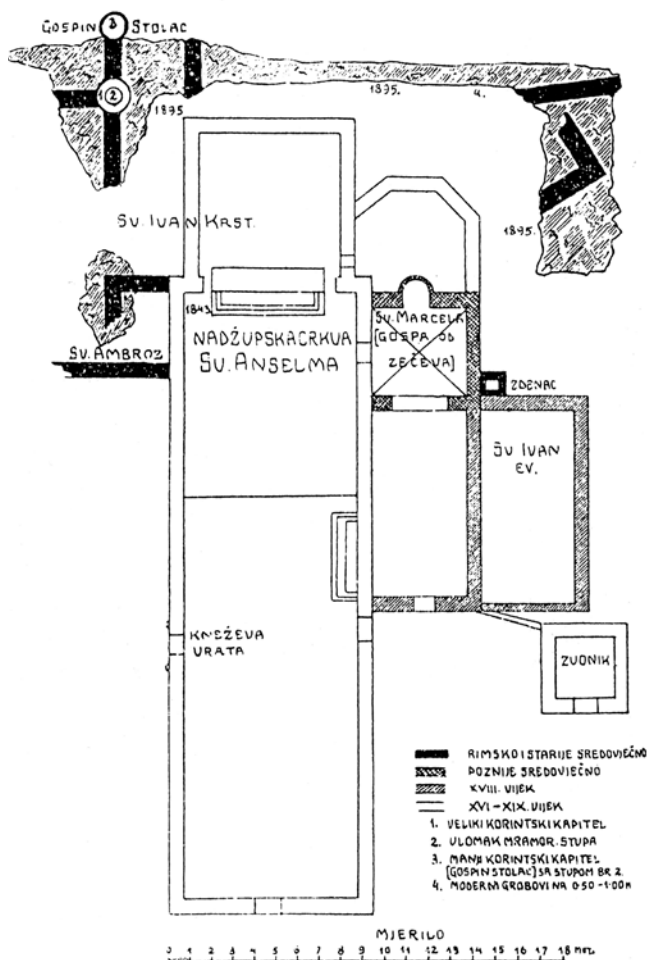 GOSPIN 3 STOLAC
2
1875
1895.
4.
1895.
SV. IVAN KRST.
1843
NADŽUPSKA CRKVA
SV. ANSELMA
SV. MARCELA
[GOSPA OD
ZEČEVA]
SV. AMBROZ
ZDENAC
SV IVAN
EV.
KNEŽEVA
VRATA
ZVONIK
RIMSKO I STARIJE SREDOVJEČNO
POZNIJE SREDOVJEČNO
XVIII. VIJEK
XVI-XIX. VIJEK
1. VELIKI KORINTSKI KAPITEL
2. ULOMAK MRAMOR. STUPA
3. MANJI KORINTSKI KAPITEL
[GOSPIN STOLAC] SA STUPOM BR 2.
4. MODERNI GROBOVI NA 0·50-1·00 M
MJERILO
0 1 2 3 4 5 6 7 8 9 10 11 12 13 14 15 16 17 18 MET.